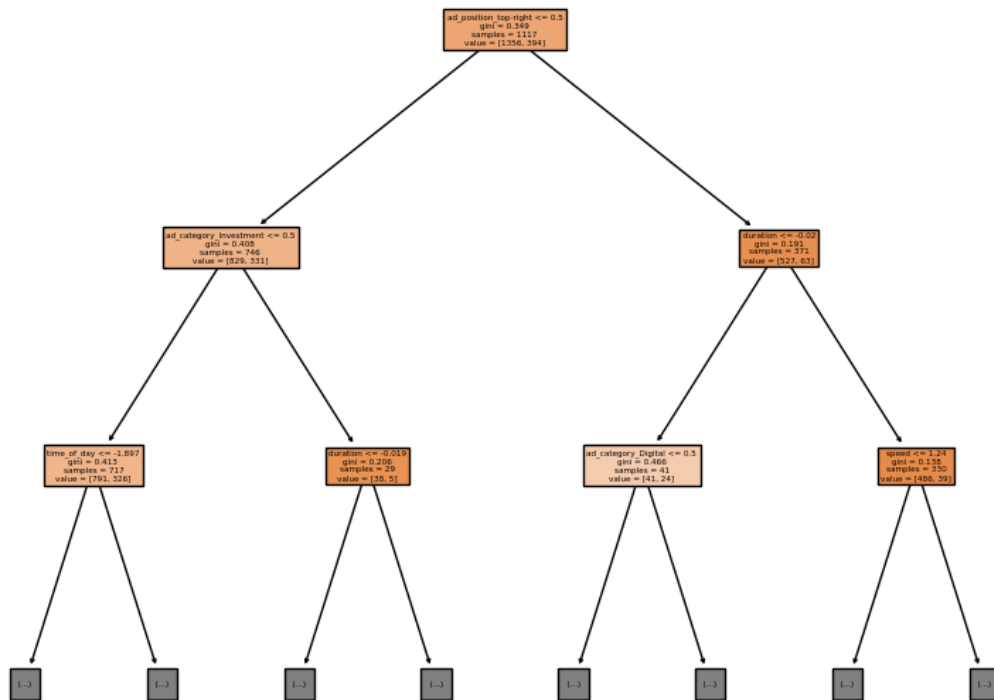 ad_position_top-right <= 0.5
gini = 0.349
samples = 1117
value = [1356, 394]
ad_category_Investment <= 0.5
gini = 0.408
samples = 746
value = [829, 331]
duration <= -0.02
gini = 0.191
samples = 371
value = [527, 63]
time_of_day <= -1.897
gini = 0.413
samples = 717
value = [791, 326]
duration <= -0.019
gini = 0.206
samples = 29
value = [38, 5]
ad_category_Digital <= 0.5
gini = 0.466
samples = 41
value = [41, 24]
speed <= 1.24
gini = 0.138
samples = 330
value = [486, 39]
(...)
(...)
(...)
(...)
(...)
(...)
(...)
(...)